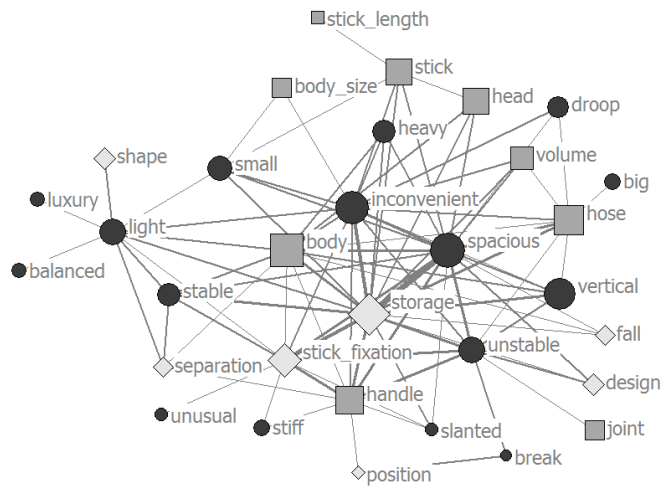 stick_length
stick
body_size
head
droop
heavy
volume
shape
small
big
luxury
inconvenient
hose
light
body
spacious
balanced
stable
storage
vertical
fall
unstable
separation
stick_fixation
design
handle
unusual
stiff
slanted
joint
break
position